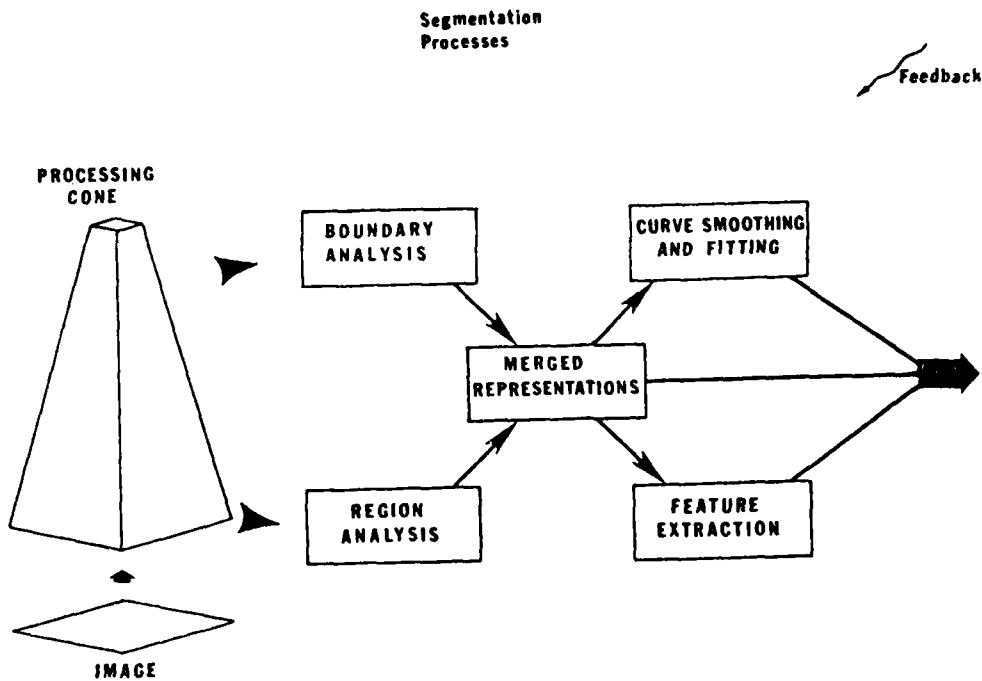 Segmentation
Processes
Feedback
PROCESSING
CONE
BOUNDARY
ANALYSIS
CURVE SMOOTHING
AND FITTING
MERGED
REPRESENTATIONS
REGION
ANALYSIS
FEATURE
EXTRACTION
IMAGE